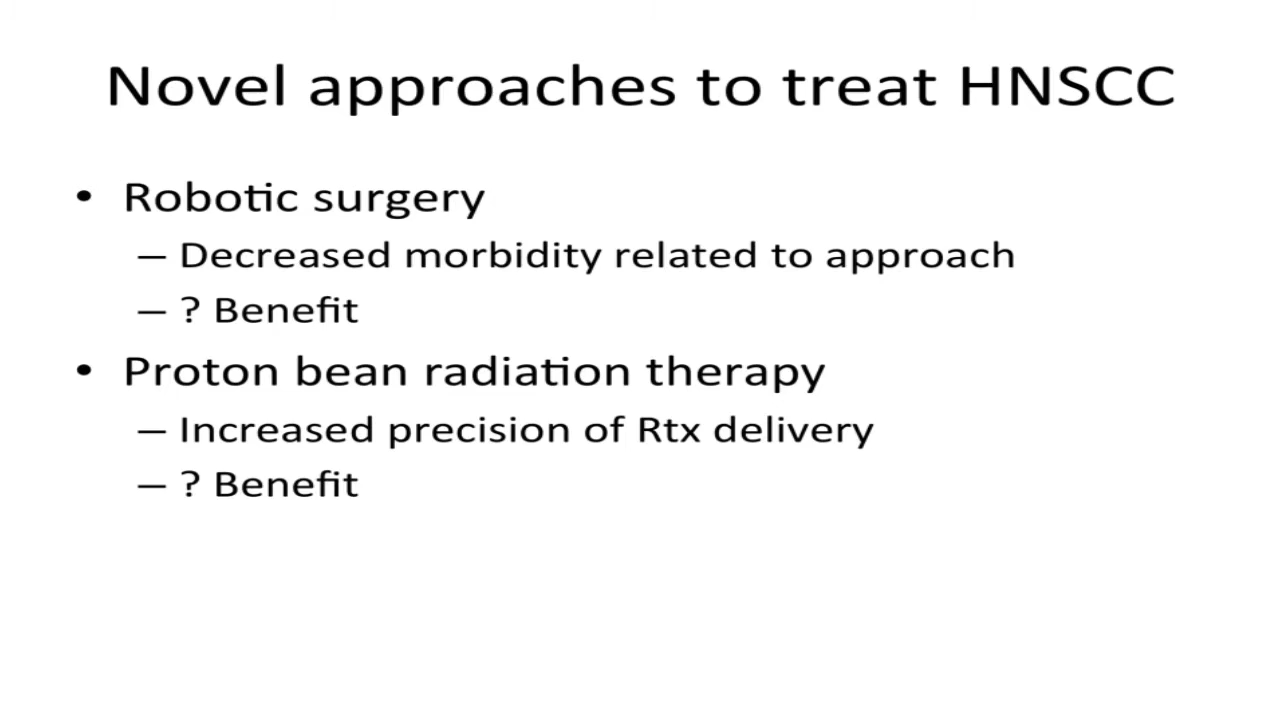 Novel approaches to treat HNSCC
• Robotic surgery
– Decreased morbidity related to approach
– ? Benefit
• Proton bean radiation therapy
– Increased precision of Rtx delivery
– ? Benefit